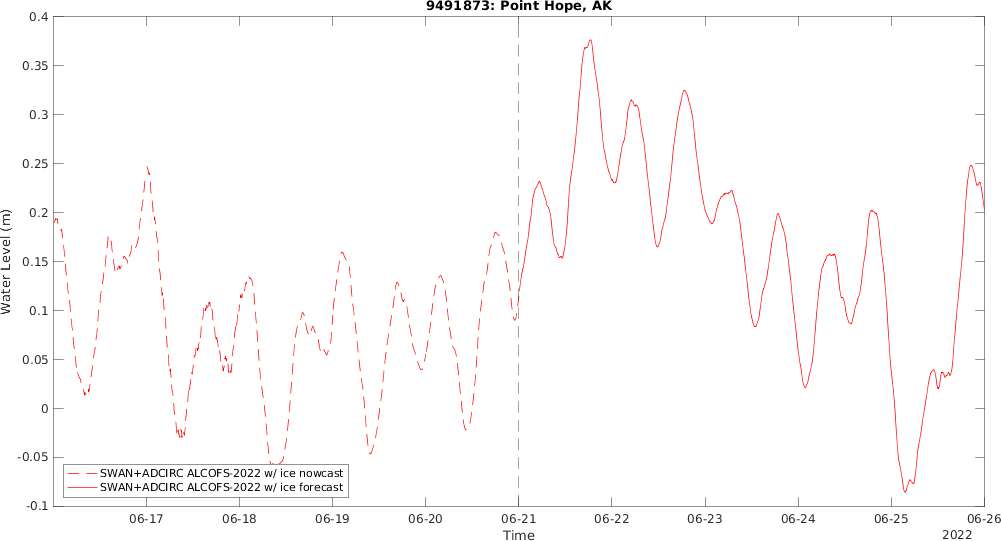 9491873: Point Hope, AK
0.4
0.35
0.3
0.25
0.2
0.15
0.1
0.05
0
-0.05
-0.1
Water Level (m)
SWAN+ADCIRC ALCOFS-2022 w/ ice nowcast
SWAN+ADCIRC ALCOFS-2022 w/ ice forecast
06-17 06-18 06-19 06-20 06-21 06-22 06-23 06-24 06-25 06-26
Time
2022